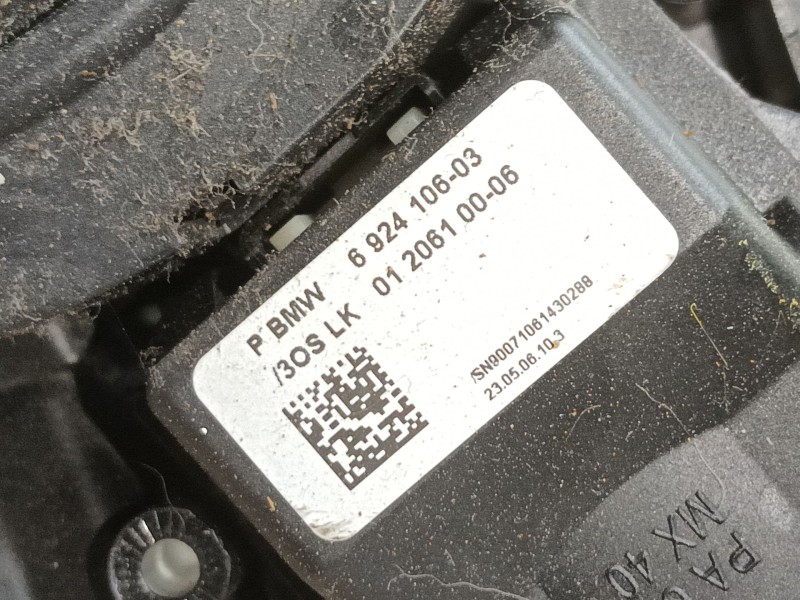 P BMW 6 924 106-03
/3OS LK 01 2061 00-06
/SN90071061430288
23.05.06.10.3
PA
MX 40